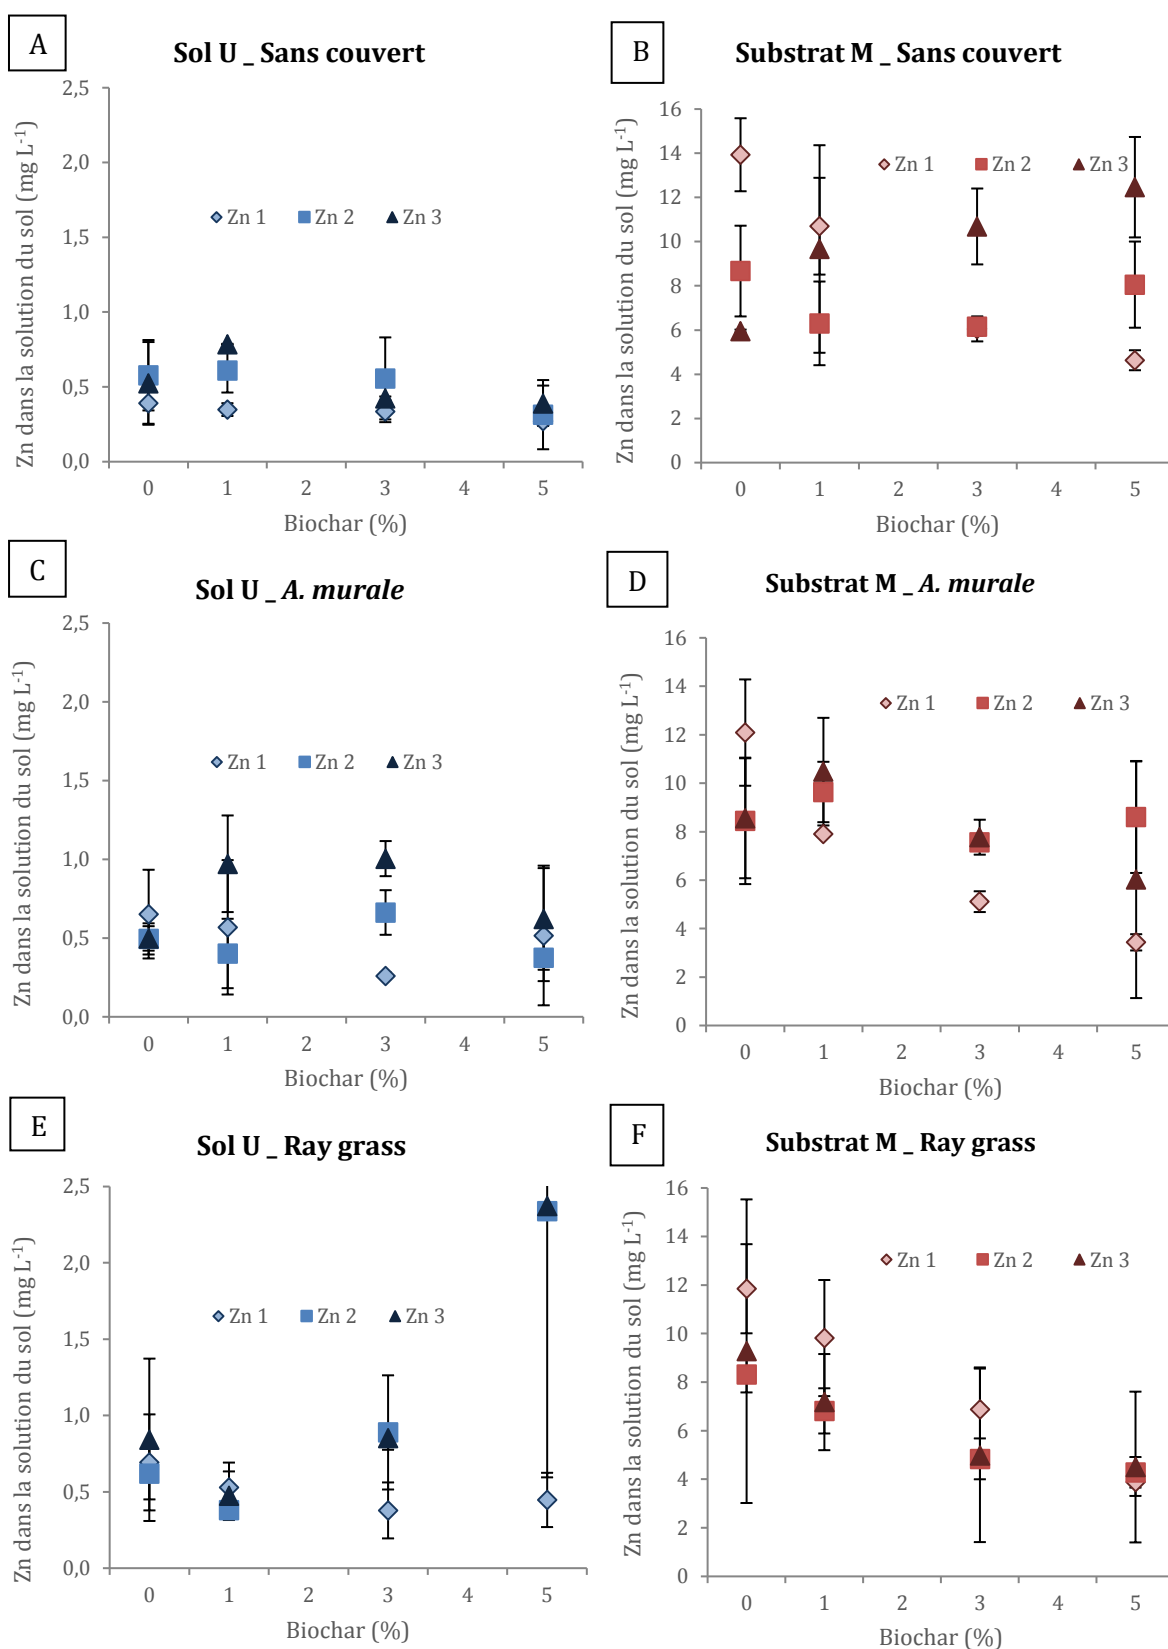 A
Sol U _ Sans couvert
Zn dans la solution du sol (mg L⁻¹)
2,5
2,0
1,5
1,0
0,5
0,0
Zn 1 Zn 2 Zn 3
0 1 2 3 4 5
Biochar (%)
B
Substrat M _ Sans couvert
Zn dans la solution du sol (mg L⁻¹)
16
14
12
10
8
6
4
2
0
Zn 1 Zn 2 Zn 3
0 1 2 3 4 5
Biochar (%)
C
Sol U _ A. murale
Zn dans la solution du sol (mg L⁻¹)
2,5
2,0
1,5
1,0
0,5
0,0
Zn 1 Zn 2 Zn 3
0 1 2 3 4 5
Biochar (%)
D
Substrat M _ A. murale
Zn dans la solution du sol (mg L⁻¹)
16
14
12
10
8
6
4
2
0
Zn 1 Zn 2 Zn 3
0 1 2 3 4 5
Biochar (%)
E
Sol U _ Ray grass
Zn dans la solution du sol (mg L⁻¹)
2,5
2,0
1,5
1,0
0,5
0,0
Zn 1 Zn 2 Zn 3
0 1 2 3 4 5
Biochar (%)
F
Substrat M _ Ray grass
Zn dans la solution du sol (mg L⁻¹)
16
14
12
10
8
6
4
2
0
Zn 1 Zn 2 Zn 3
0 1 2 3 4 5
Biochar (%)